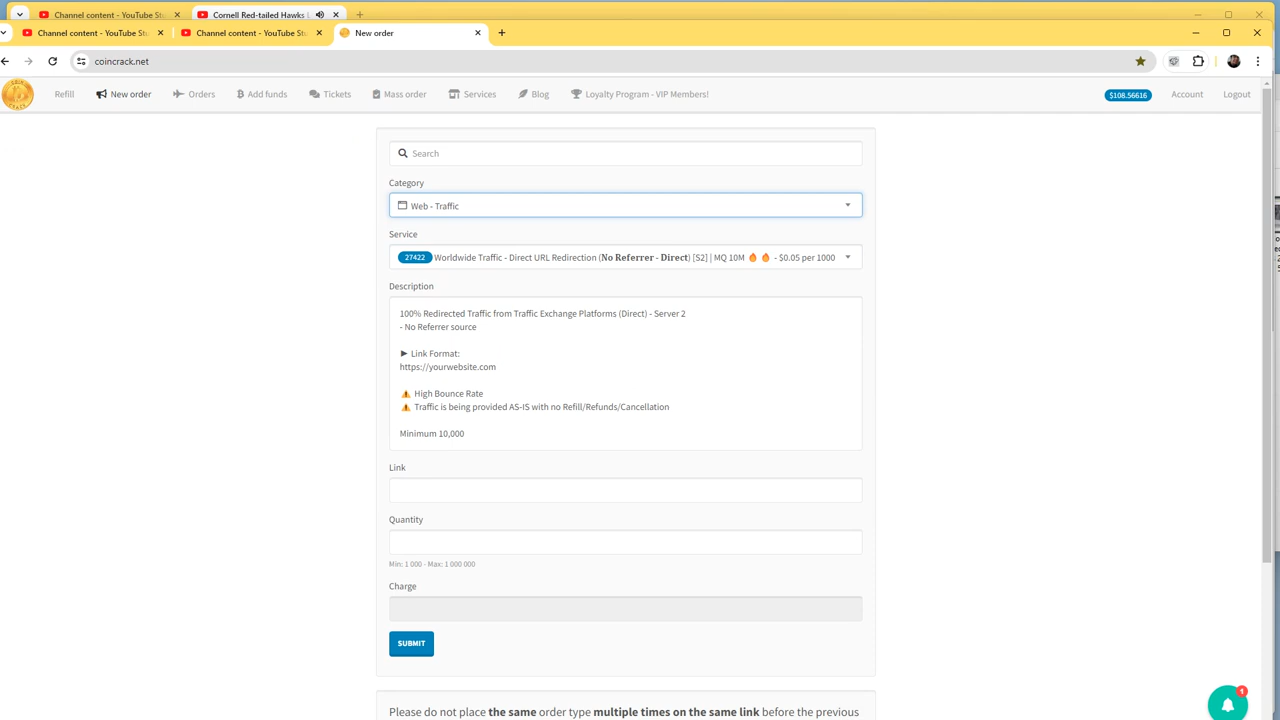 Channel content - YouTube Stu
Cornell Red-tailed Hawks
Channel content - YouTube Stu
Channel content - YouTube Stu
New order
coincrack.net
Refill
New order
Orders
Add funds
Tickets
Mass order
Services
Blog
Loyalty Program - VIP Members!
$108.56616
Account
Logout
Search
Category
Web - Traffic
Service
27422 Worldwide Traffic - Direct URL Redirection (No Referrer - Direct) [S2] | MQ 10M 🔥 🔥 - $0.05 per 1000
Description
100% Redirected Traffic from Traffic Exchange Platforms (Direct) - Server 2
- No Referrer source
► Link Format:
https://yourwebsite.com
⚠️ High Bounce Rate
⚠️ Traffic is being provided AS-IS with no Refill/Refunds/Cancellation
Minimum 10,000
Link
Quantity
Min: 1 000 - Max: 1 000 000
Charge
SUBMIT
1
Please do not place the same order type multiple times on the same link before the previous